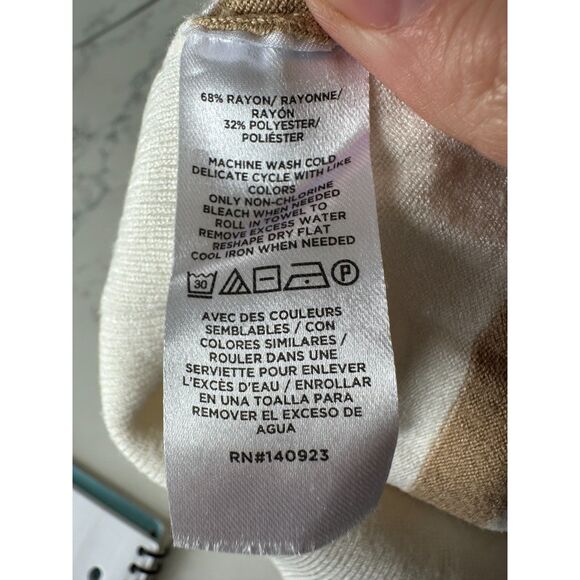 68% RAYON/ RAYONNE/
RAYÓN
32% POLYESTER/
POLIÉSTER
MACHINE WASH COLD
DELICATE CYCLE WITH LIKE
COLORS
ONLY NON-CHLORINE
BLEACH WHEN NEEDED
ROLL IN TOWEL TO
REMOVE EXCESS WATER
RESHAPE DRY FLAT
COOL IRON WHEN NEEDED
30 P
AVEC DES COULEURS
SEMBLABLES / CON
COLORES SIMILARES /
ROULER DANS UNE
SERVIETTE POUR ENLEVER
L'EXCÈS D'EAU / ENROLLAR
EN UNA TOALLA PARA
REMOVER EL EXCESO DE
AGUA
RN#140923